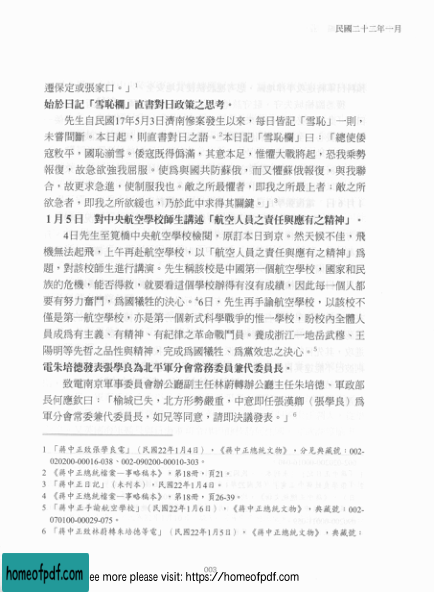 民國二十二年一月
遷保定或張家口。」1
始於日記「雪恥欄」直書對日政策之思考。
先生自民國17年5月3日濟南慘案發生以來,每日皆記「雪恥」一則,
未嘗間斷。本日起,則直書對日之語。2本日記「雪恥欄」曰:「總使倭
寇敉平,國恥湔雪。倭寇既得侷滿,其意本足,惟懼大戰將起,恐我乘勢
報復,故急欲強我屈服。使為與國共防蘇俄,而又懼蘇俄報復,與我聯
合,故更求急進,使制服我也。敵之所最懼者,即我之所最上者;敵之所
欲急者,即我之所欲緩也,乃於此中求得其關鍵。」3
1月5日 對中央航空學校師生講述「航空人員之責任與應有之精神」。
4日先生至筧橋中央航空學校檢閱,原訂本日到京。然天候不佳,飛
機無法起飛,上午再赴航空學校,以「航空人員之責任與應有之精神」為
題,對該校師生進行講演。先生稱該校是中國第一個航空學校,國家和民
族的危機,能否得救,就要看這個學校辦得有沒有成績,因此每一個人都
要有努力奮鬥,為國犧牲的決心。4 6日,先生再手諭航空學校,以該校不
僅是第一航空學校,亦是第一個新式科學戰爭的惟一學校,盼校內全體人
員成為有主義、有精神、有紀律之革命戰鬥員。養成浙江一地岳武穆、王
陽明等先哲之品性與精神,完成為國犧牲、為黨效忠之決心。5
電朱培德發表張學良為北平軍分會常務委員兼代委員長。
致電南京軍事委員會辦公廳副主任林蔚轉辦公廳主任朱培德、軍政部
長何應欽曰:「榆城已失,北方形勢嚴重,中意即任張漢卿(張學良)為
軍分會常委兼代委員長。如兄等同意,請即決議發表。」6
1 「蔣中正致張學良電」(民國22年1月4日),《蔣中正總統文物》,分見典藏號:002-
020200-00016-038、002-090200-00010-303。
2 《蔣中正總統檔案—事略稿本》,第18冊,頁21。
3 《蔣中正日記》(未刊本),民國22年1月4日。
4 《蔣中正總統檔案—事略稿本》,第18冊,頁26-39。
5 「蔣中正手諭航空學校」(民國22年1月6日),《蔣中正總統文物》,典藏號:002-
070100-00029-075。
6 「蔣中正致林蔚轉朱培德等電」(民國22年1月5日),《蔣中正總統文物》,典藏號:
003
homeofpdf.com
ee more please visit: https://homeofpdf.com